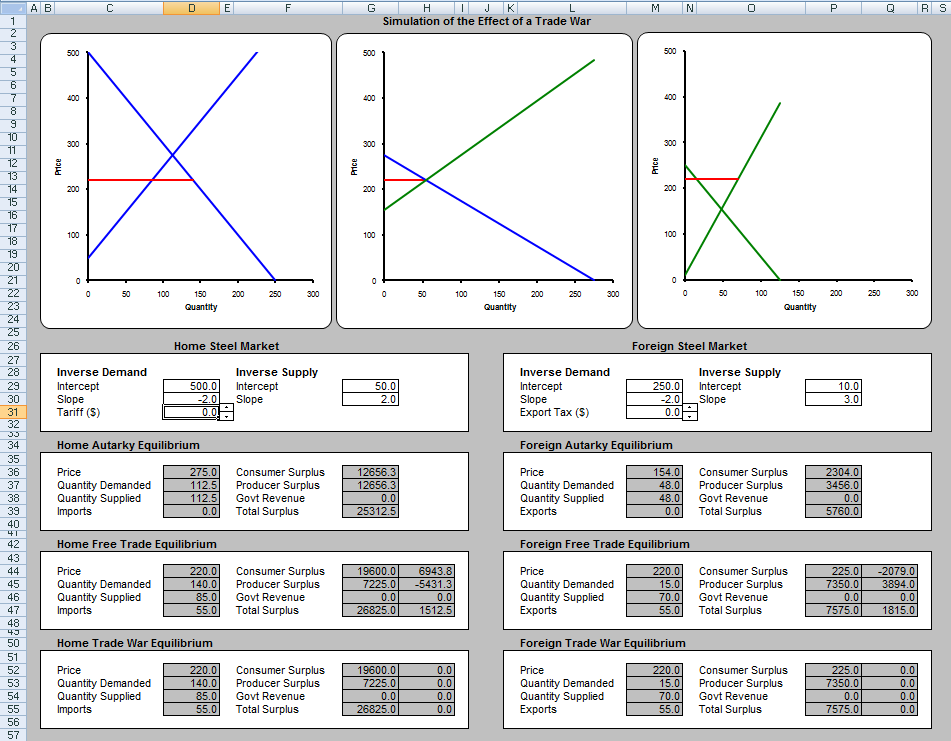 A B C D E F G H I J K L M N O P Q R S
1 Simulation of the Effect of a Trade War
2
3
4
5
6
7
8
9
10
11
12
13
14
15
16
17
18
19
20
21
22
23
24
25
500
400
300
200
100
0
Price
0 50 100 150 200 250 300
Quantity
500
400
300
200
100
0
Price
0 50 100 150 200 250 300
Quantity
500
400
300
200
100
0
Price
0 50 100 150 200 250 300
Quantity
26 Home Steel Market Foreign Steel Market
27
28 Inverse Demand Inverse Supply Inverse Demand Inverse Supply
29 Intercept 500.0 Intercept 50.0 Intercept 250.0 Intercept 10.0
30 Slope -2.0 Slope 2.0 Slope -2.0 Slope 3.0
31 Tariff ($) 0.0 Export Tax ($) 0.0
32
33
34 Home Autarky Equilibrium Foreign Autarky Equilibrium
35
36 Price 275.0 Consumer Surplus 12656.3 Price 154.0 Consumer Surplus 2304.0
37 Quantity Demanded 112.5 Producer Surplus 12656.3 Quantity Demanded 48.0 Producer Surplus 3456.0
38 Quantity Supplied 112.5 Govt Revenue 0.0 Quantity Supplied 48.0 Govt Revenue 0.0
39 Imports 0.0 Total Surplus 25312.5 Exports 0.0 Total Surplus 5760.0
40
41
42 Home Free Trade Equilibrium Foreign Free Trade Equilibrium
43
44 Price 220.0 Consumer Surplus 19600.0 6943.8 Price 220.0 Consumer Surplus 225.0 -2079.0
45 Quantity Demanded 140.0 Producer Surplus 7225.0 -5431.3 Quantity Demanded 15.0 Producer Surplus 7350.0 3894.0
46 Quantity Supplied 85.0 Govt Revenue 0.0 0.0 Quantity Supplied 70.0 Govt Revenue 0.0 0.0
47 Imports 55.0 Total Surplus 26825.0 1512.5 Exports 55.0 Total Surplus 7575.0 1815.0
48
49
50 Home Trade War Equilibrium Foreign Trade War Equilibrium
51
52 Price 220.0 Consumer Surplus 19600.0 0.0 Price 220.0 Consumer Surplus 225.0 0.0
53 Quantity Demanded 140.0 Producer Surplus 7225.0 0.0 Quantity Demanded 15.0 Producer Surplus 7350.0 0.0
54 Quantity Supplied 85.0 Govt Revenue 0.0 0.0 Quantity Supplied 70.0 Govt Revenue 0.0 0.0
55 Imports 55.0 Total Surplus 26825.0 0.0 Exports 55.0 Total Surplus 7575.0 0.0
56
57